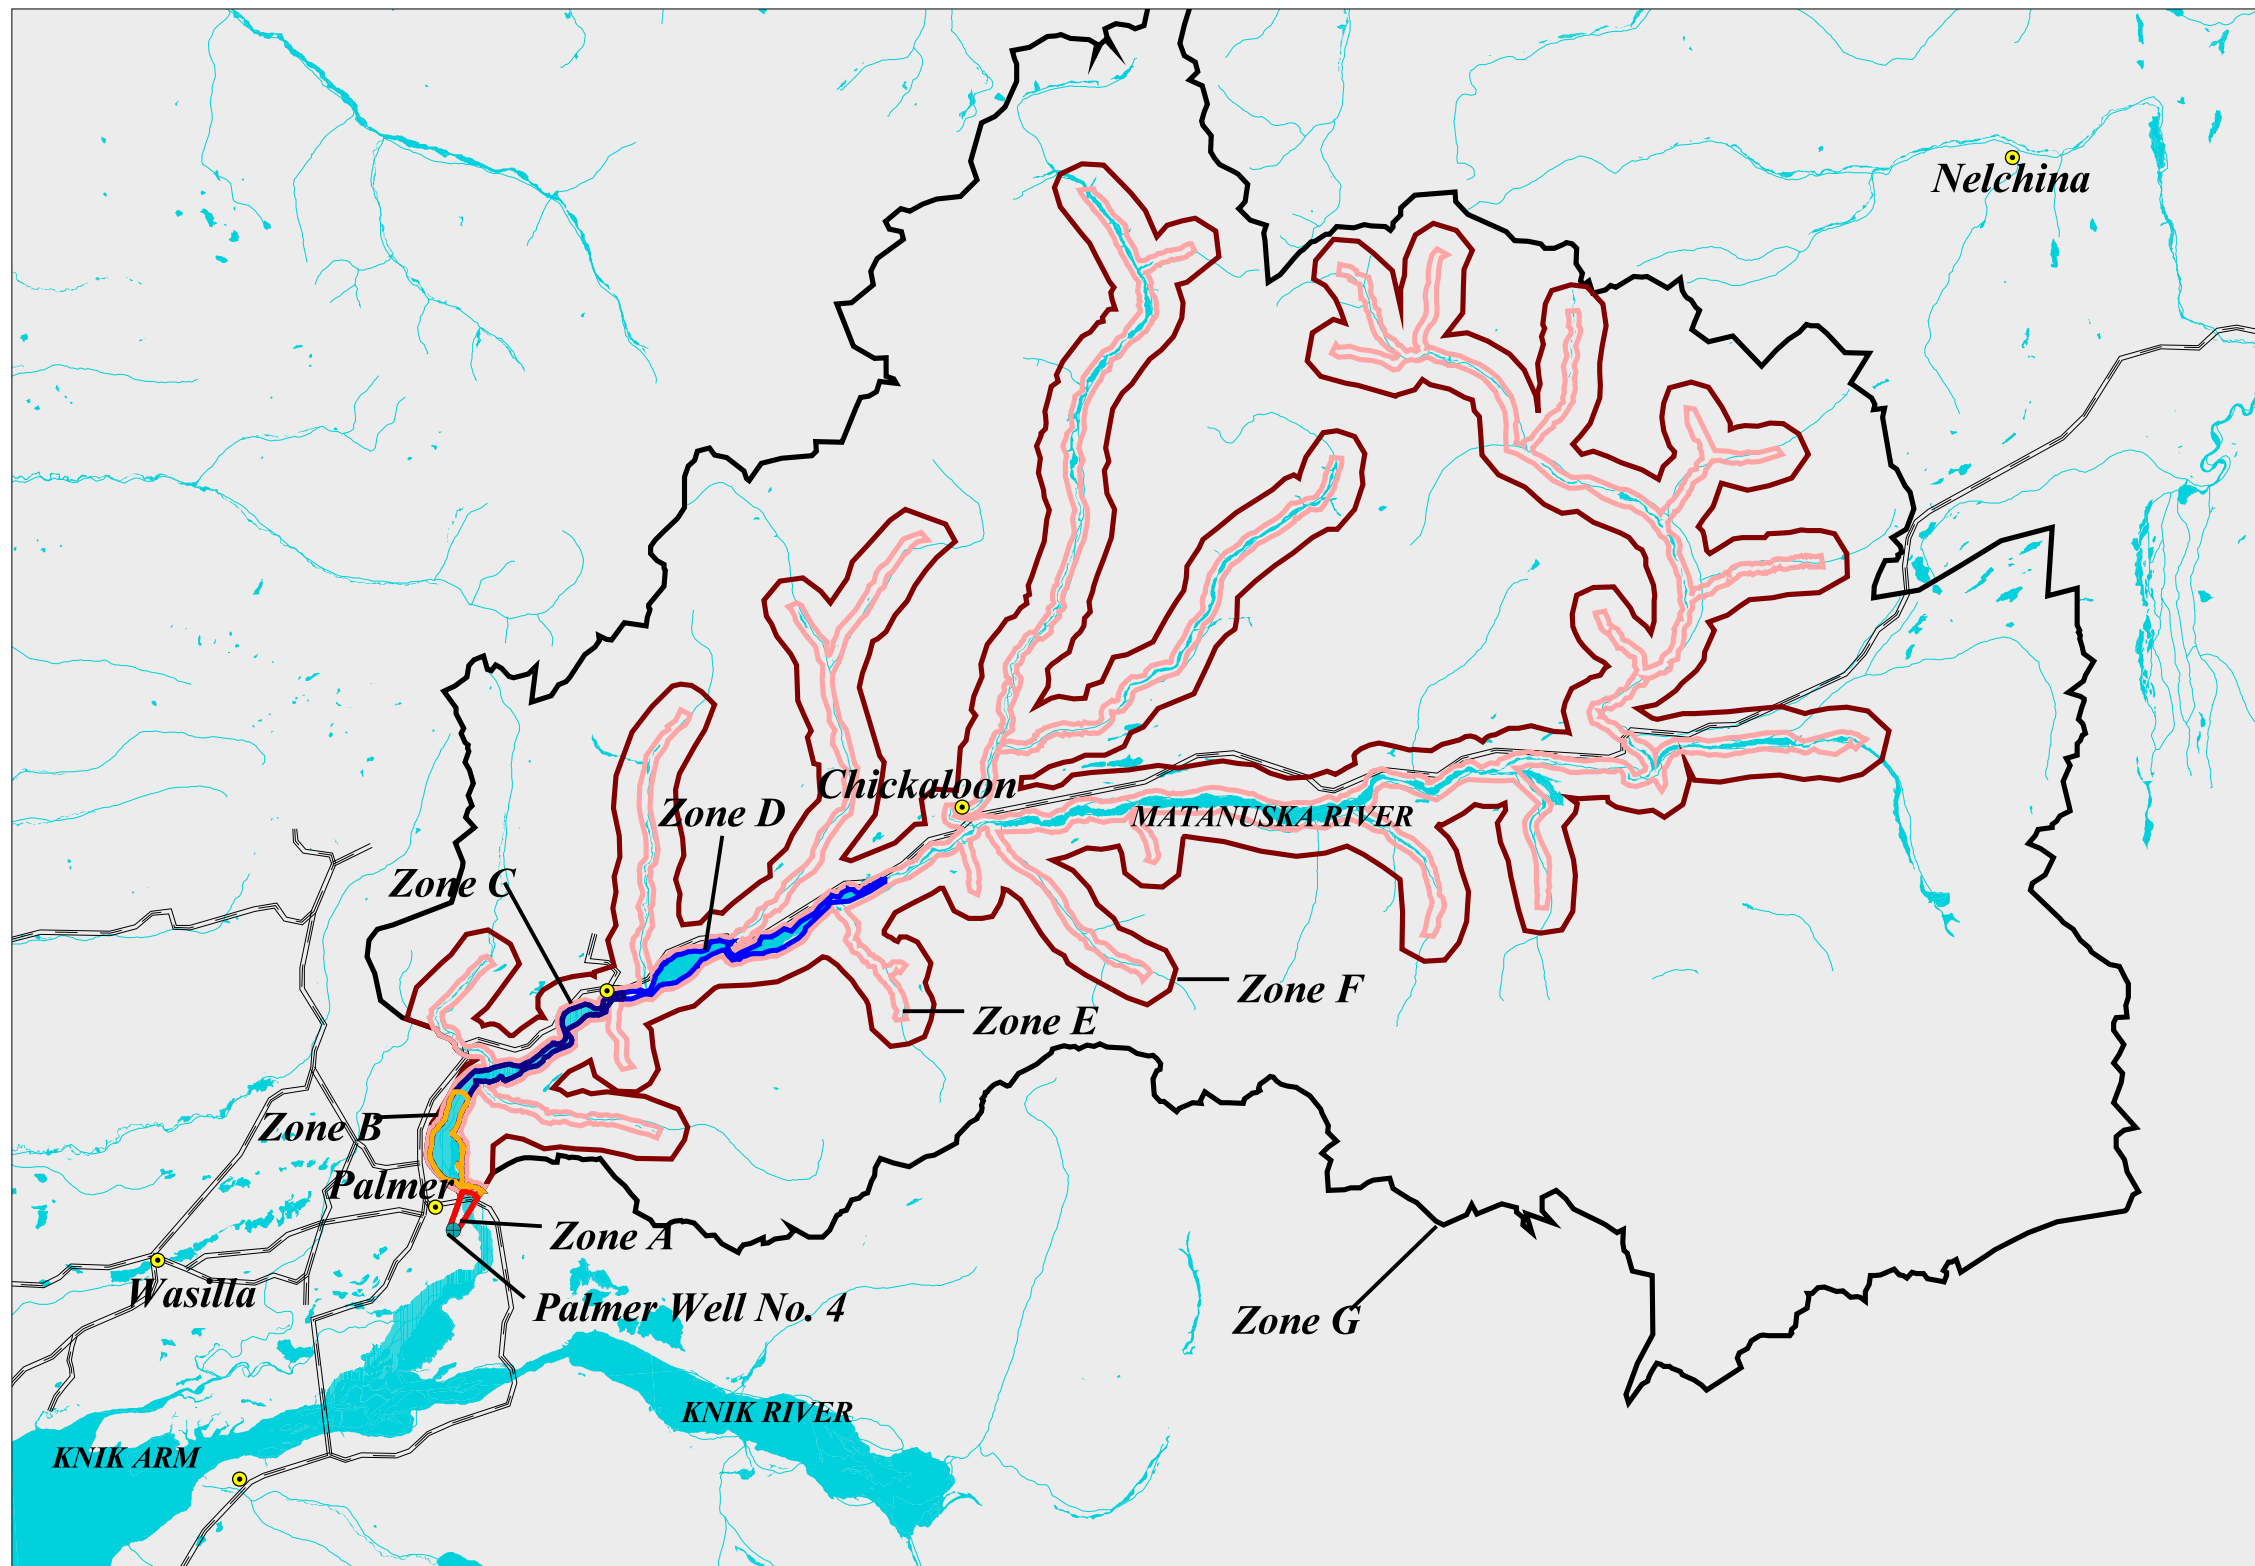 Nelchina
Chickaloon
Zone D
MATANUSKA RIVER
Zone C
Zone F
Zone E
Zone B
Palmer
Zone A
Wasilla
Palmer Well No. 4
Zone G
KNIK RIVER
KNIK ARM